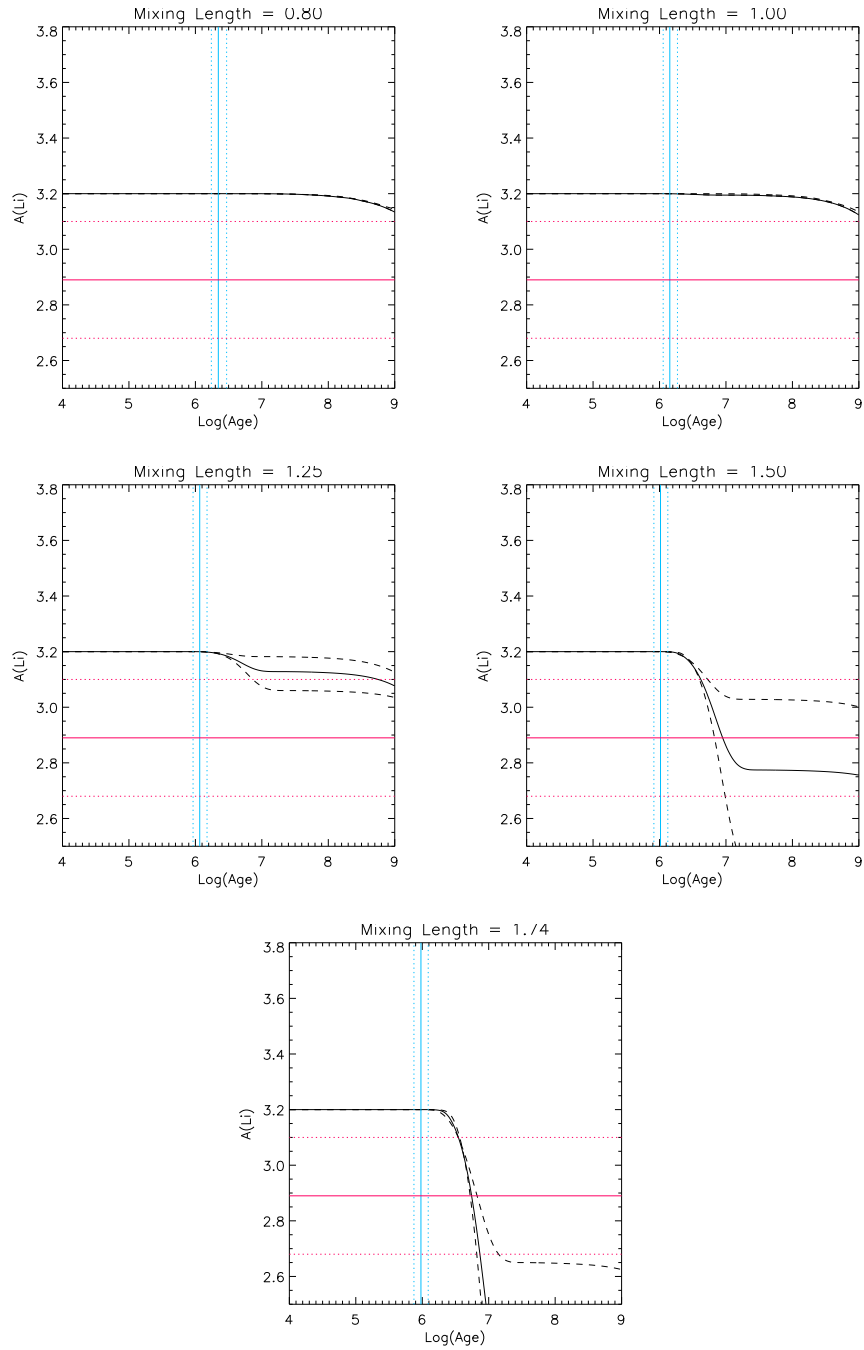 Mixing Length = 0.80
3.8
3.6
3.4
3.2
3.0
2.8
2.6
A(Li)
4 5 6 7 8 9
Log(Age)
Mixing Length = 1.00
3.8
3.6
3.4
3.2
3.0
2.8
2.6
A(Li)
4 5 6 7 8 9
Log(Age)
Mixing Length = 1.25
3.8
3.6
3.4
3.2
3.0
2.8
2.6
A(Li)
4 5 6 7 8 9
Log(Age)
Mixing Length = 1.50
3.8
3.6
3.4
3.2
3.0
2.8
2.6
A(Li)
4 5 6 7 8 9
Log(Age)
Mixing Length = 1.74
3.8
3.6
3.4
3.2
3.0
2.8
2.6
A(Li)
4 5 6 7 8 9
Log(Age)